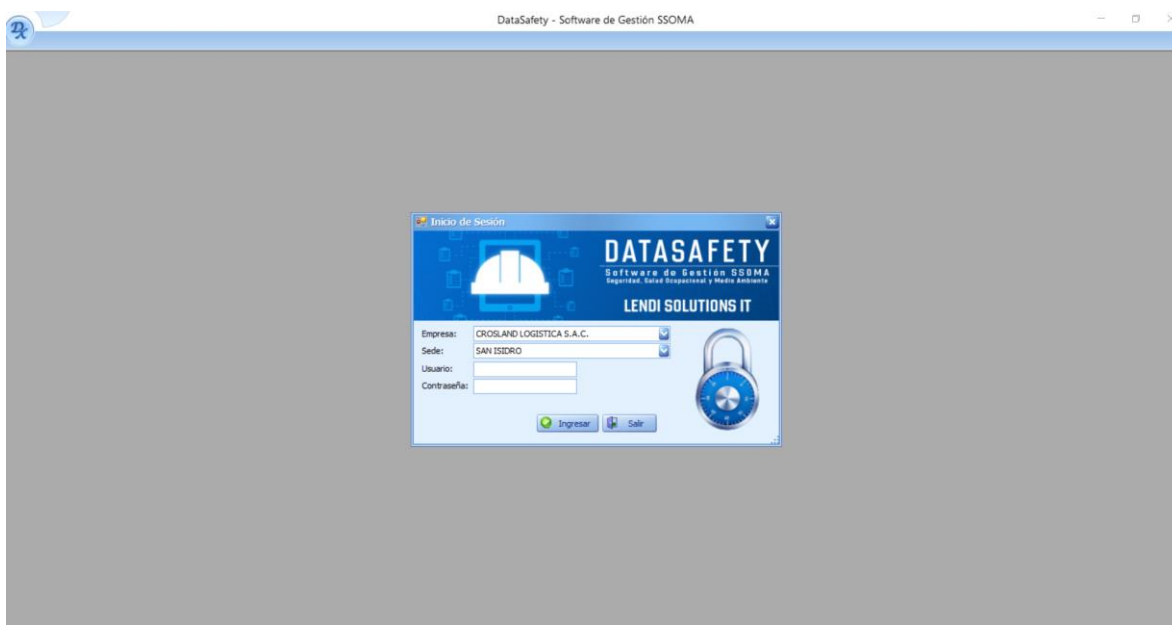 DataSafety - Software de Gestión SSOMA
Inicio de Sesión
DATASAFETY
Software de Gestión SSOMA
Seguridad, Salud Ocupacional y Medio Ambiente
LENDI SOLUTIONS IT
Empresa: CROSLAND LOGISTICA S.A.C.
Sede: SAN ISIDRO
Usuario:
Contraseña:
Ingresar Salir